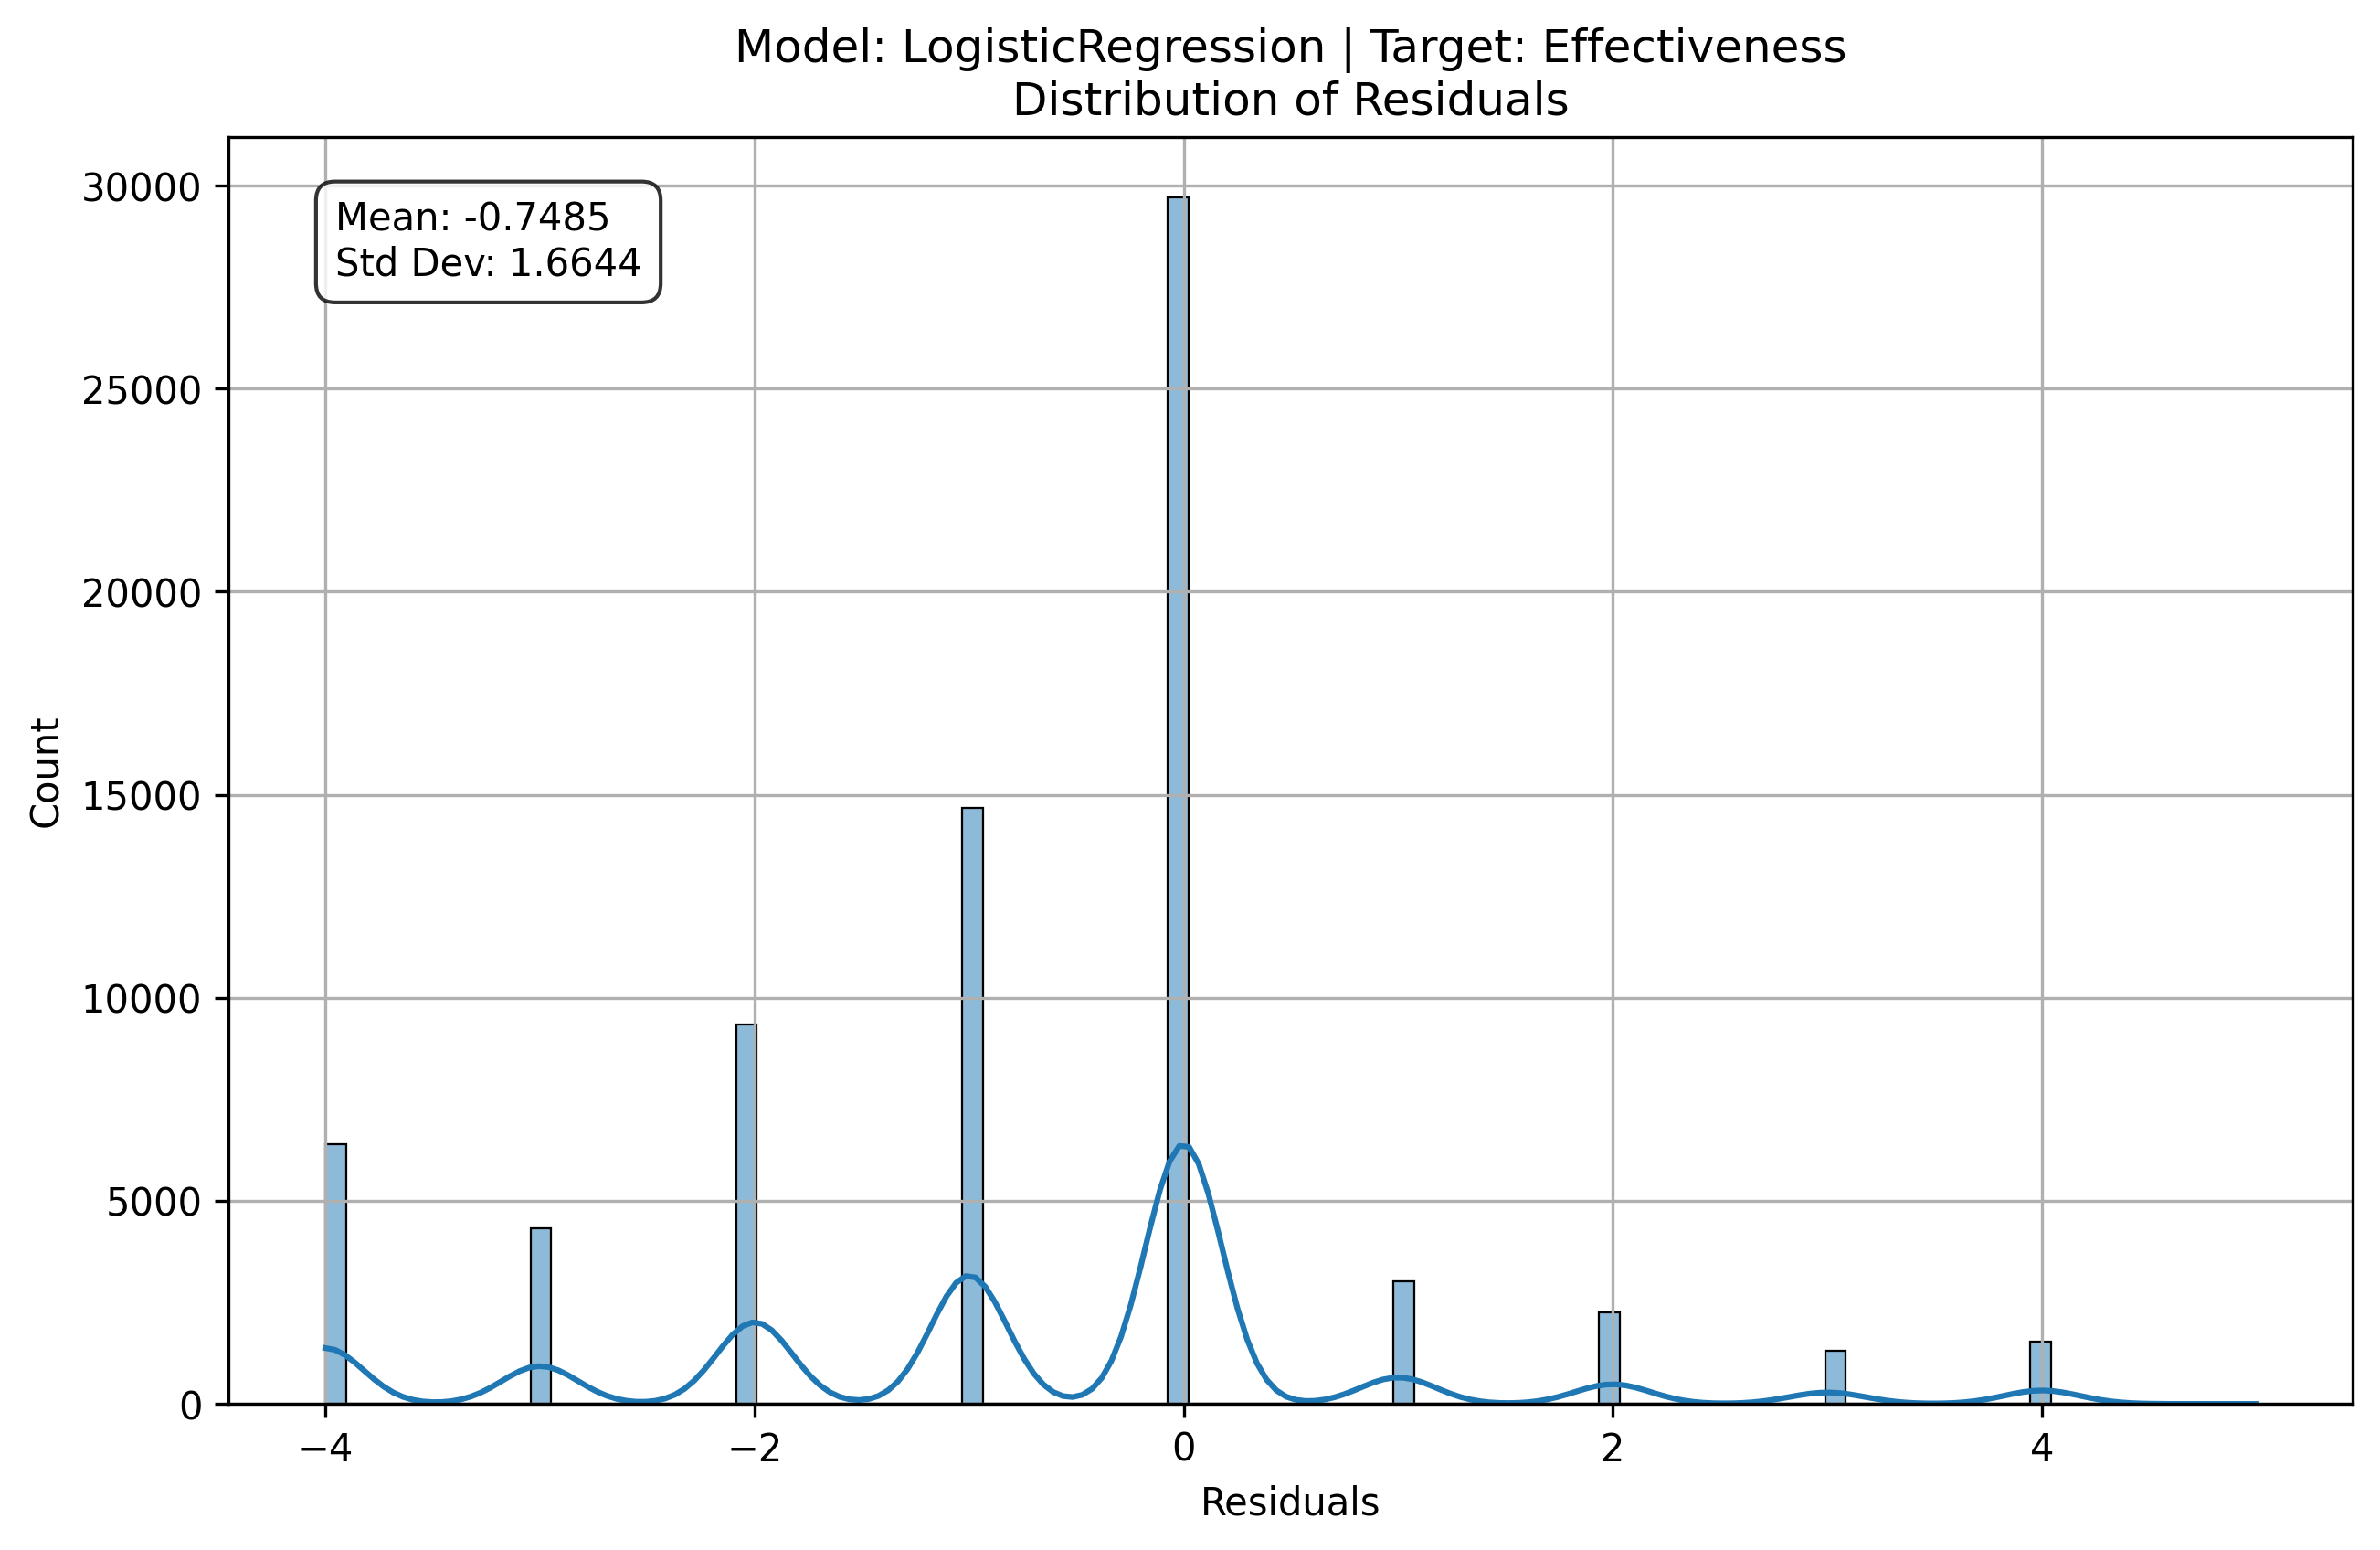 Model: LogisticRegression | Target: Effectiveness
Distribution of Residuals
Mean: -0.7485
Std Dev: 1.6644
30000
25000
20000
15000
10000
5000
0
Count
−4
−2
0
2
4
Residuals